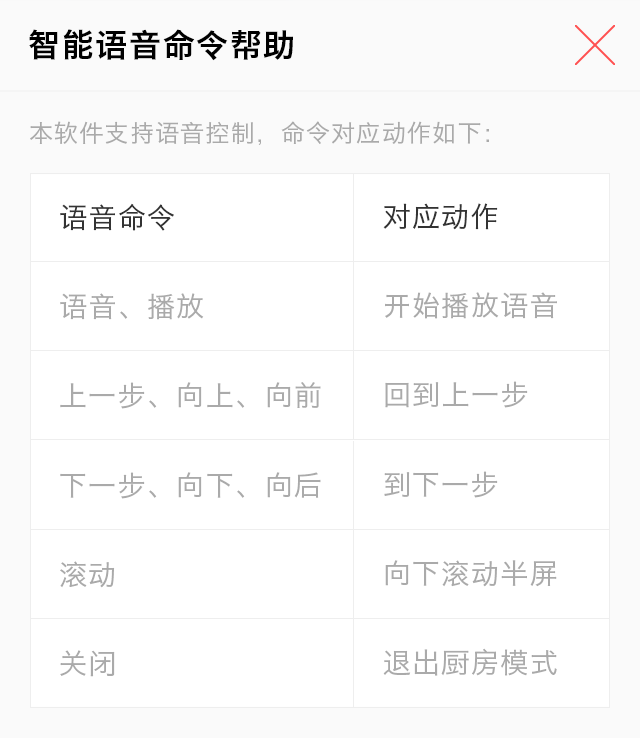 智能语音命令帮助
本软件支持语音控制，命令对应动作如下：
语音命令 对应动作
语音、播放 开始播放语音
上一步、向上、向前 回到上一步
下一步、向下、向后 到下一步
滚动 向下滚动半屏
关闭 退出厨房模式